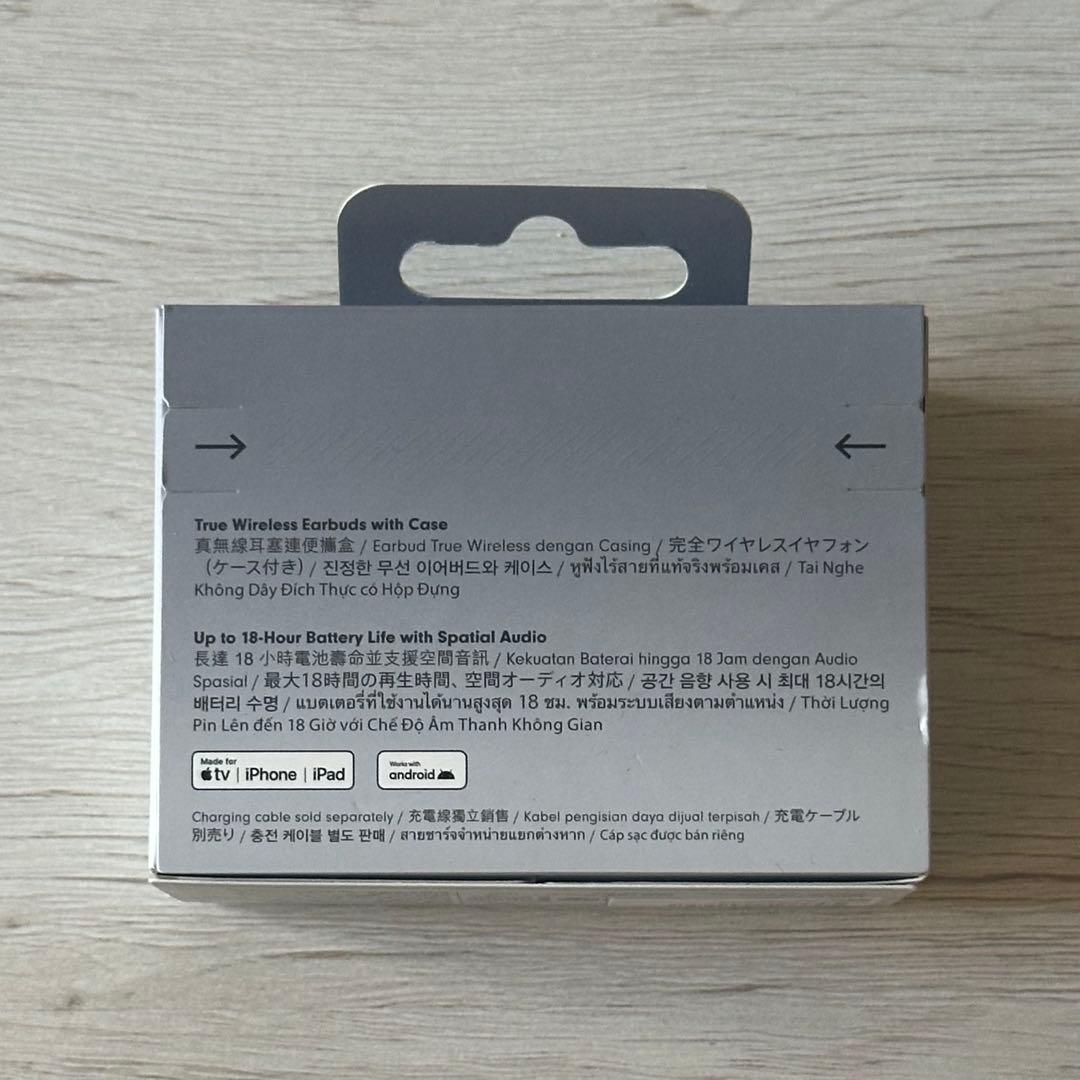 True Wireless Earbuds with Case
真無線耳塞連便攜盒 / Earbud True Wireless dengan Casing / 完全ワイヤレスイヤフォン
（ケース付き) / 진정한 무선 이어버드와 케이스 / หูฟังไร้สายที่แท้จริงพร้อมเคส / Tai Nghe
Không Dây Đích Thực có Hộp Đựng
Up to 18-Hour Battery Life with Spatial Audio
長達 18 小時電池壽命並支援空間音訊 / Kekuatan Baterai hingga 18 Jam dengan Audio
Spasial / 最大18時間の再生時間、空間オーディオ対応 / 공간 음향 사용 시 최대 18시간의
배터리 수명 / แบตเตอรี่ที่ใช้งานได้นานสูงสุด 18 ชม. พร้อมระบบเสียงตามตำแหน่ง / Thời Lượng
Pin Lên đến 18 Giờ với Chế Độ Âm Thanh Không Gian
Made for
tv | iPhone | iPad
Works with
android
Charging cable sold separately / 充電線獨立銷售 / Kabel pengisian daya dijual terpisah / 充電ケーブル
別売り / 충전 케이블 별도 판매 / สายชาร์จจำหน่ายแยกต่างหาก / Cáp sạc được bán riêng